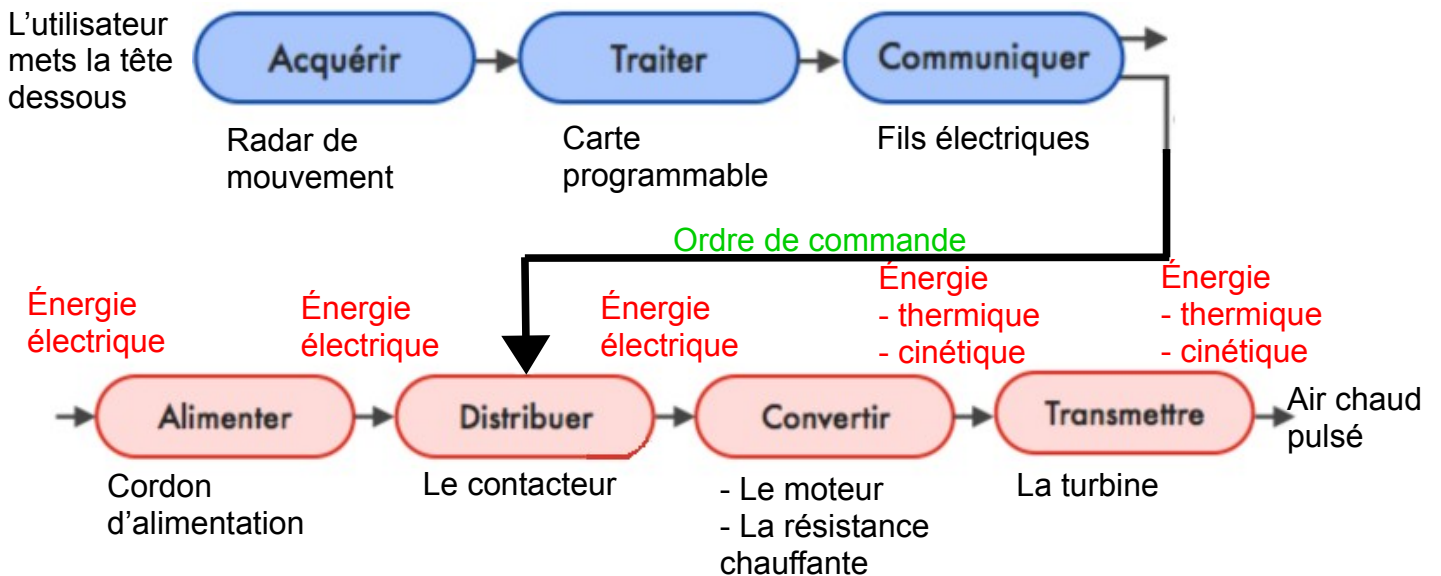 L'utilisateur
mets la tête
dessous
Acquérir
Traiter
Communiquer
Radar de
mouvement
Carte
programmable
Fils électriques
Ordre de commande
Énergie
électrique
Énergie
électrique
Énergie
électrique
Énergie
- thermique
- cinétique
Énergie
- thermique
- cinétique
Alimenter
Distribuer
Convertir
Transmettre
Air chaud
pulsé
Cordon
d’alimentation
Le contacteur
- Le moteur
- La résistance
chauffante
La turbine